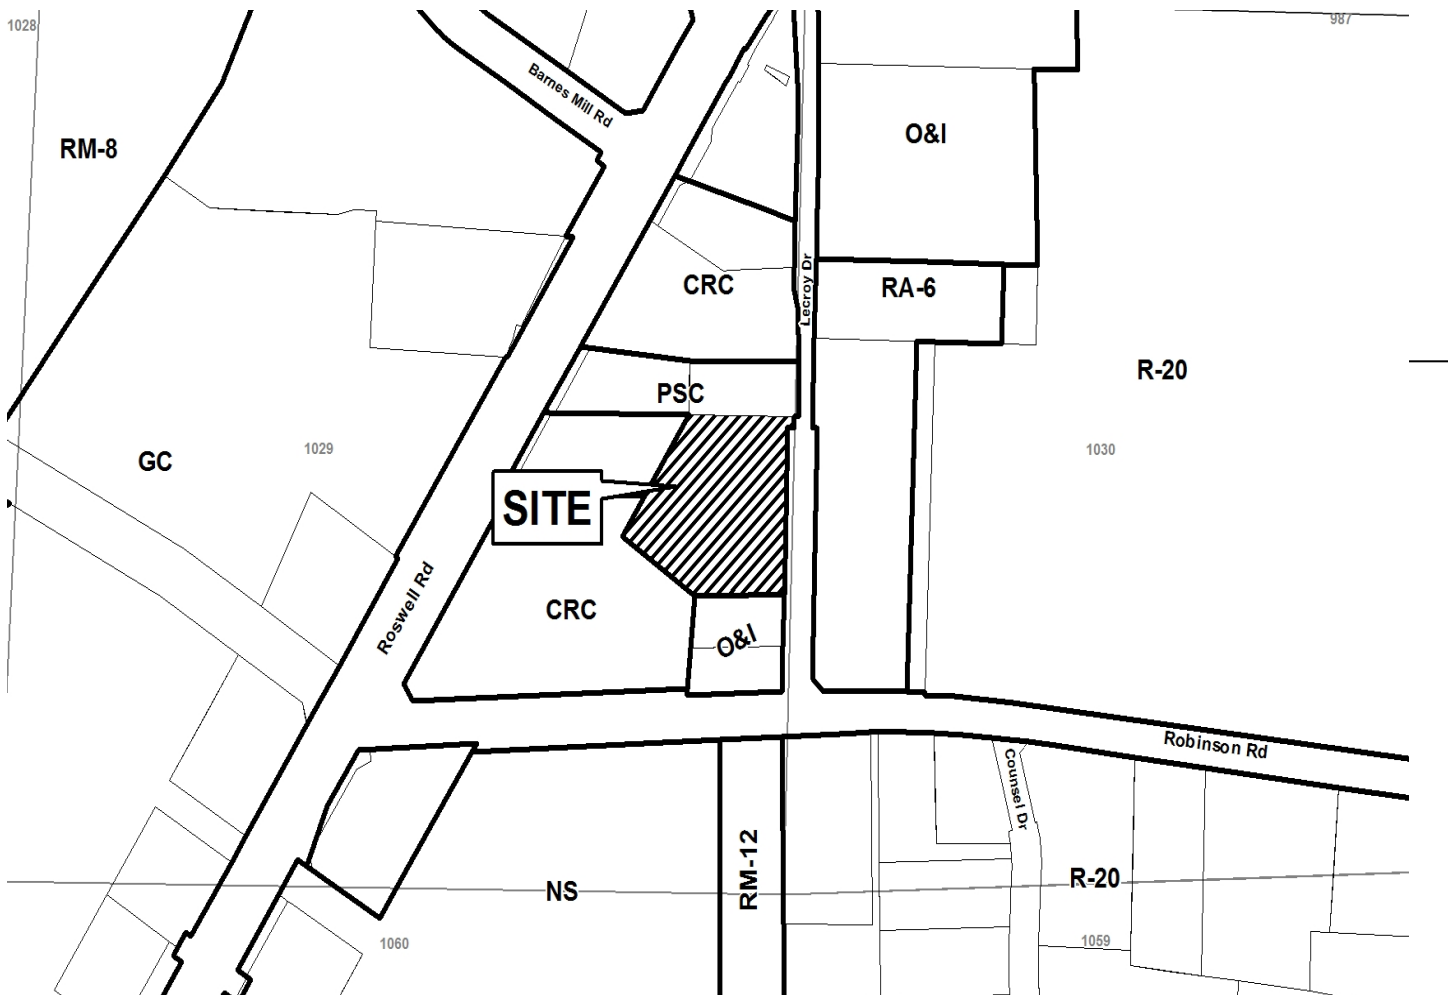 1028
987
Barnes Mill Rd
RM-8
O&I
CRC
Lecroy Dr
RA-6
R-20
PSC
GC
1029
1030
SITE
Roswell Rd
CRC
O&I
Robinson Rd
Counsel Dr
RM-12
NS
R-20
1060
1059